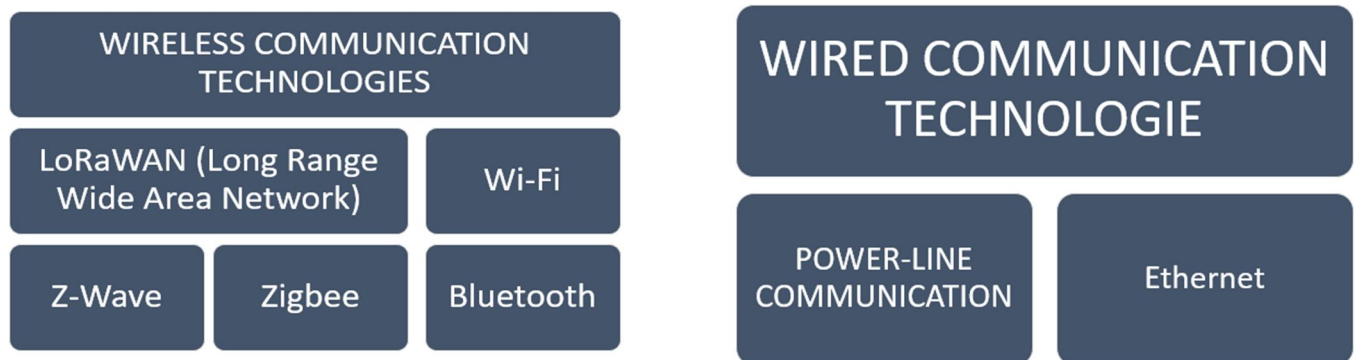 WIRELESS COMMUNICATION
TECHNOLOGIES
LoRaWAN (Long Range
Wide Area Network)
Wi-Fi
Z-Wave
Zigbee
Bluetooth
WIRED COMMUNICATION
TECHNOLOGIE
POWER-LINE
COMMUNICATION
Ethernet